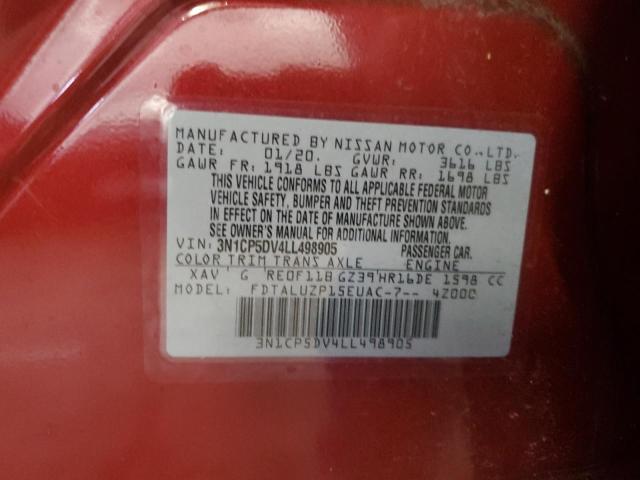 MANUFACTURED BY NISSAN MOTOR CO.,LTD.
DATE: 01/20. GVWR: 3616 LBS
GAWR FR: 1918 LBS GAWR RR: 1698 LBS
THIS VEHICLE CONFORMS TO ALL APPLICABLE FEDERAL MOTOR
VEHICLE SAFETY, BUMPER AND THEFT PREVENTION STANDARDS
IN EFFECT ON THE DATE OF MANUFACTURE SHOWN ABOVE.
SEE OWNER'S MANUAL FOR ADDITIONAL INFORMATION.
VIN: 3N1CP5DV4LL498905 PASSENGER CAR.
COLOR TRIM TRANS AXLE ENGINE
XAV G RE0F11B GZ39 HR16DE 1598 CC
MODEL: FDTALUZP15EUAC-7-- 4Z000
3N1CP5DV4LL498905